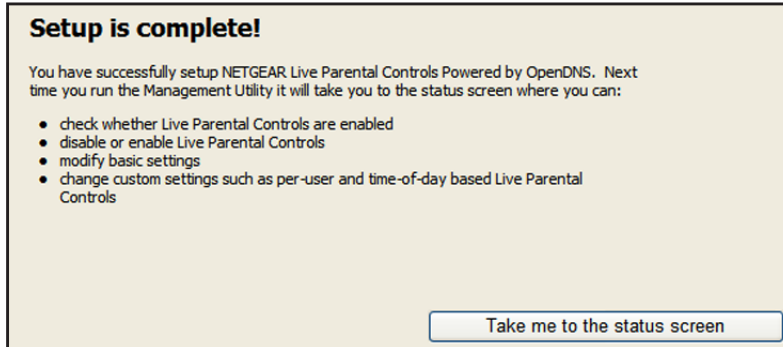 Setup is complete!
You have successfully setup NETGEAR Live Parental Controls Powered by OpenDNS. Next
time you run the Management Utility it will take you to the status screen where you can:
• check whether Live Parental Controls are enabled
• disable or enable Live Parental Controls
• modify basic settings
• change custom settings such as per-user and time-of-day based Live Parental
Controls
Take me to the status screen